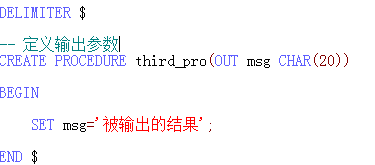 DELIMITER $
-- 定义输出参数
CREATE PROCEDURE third_pro(OUT msg CHAR(20))
BEGIN
SET msg='被输出的结果';
END $